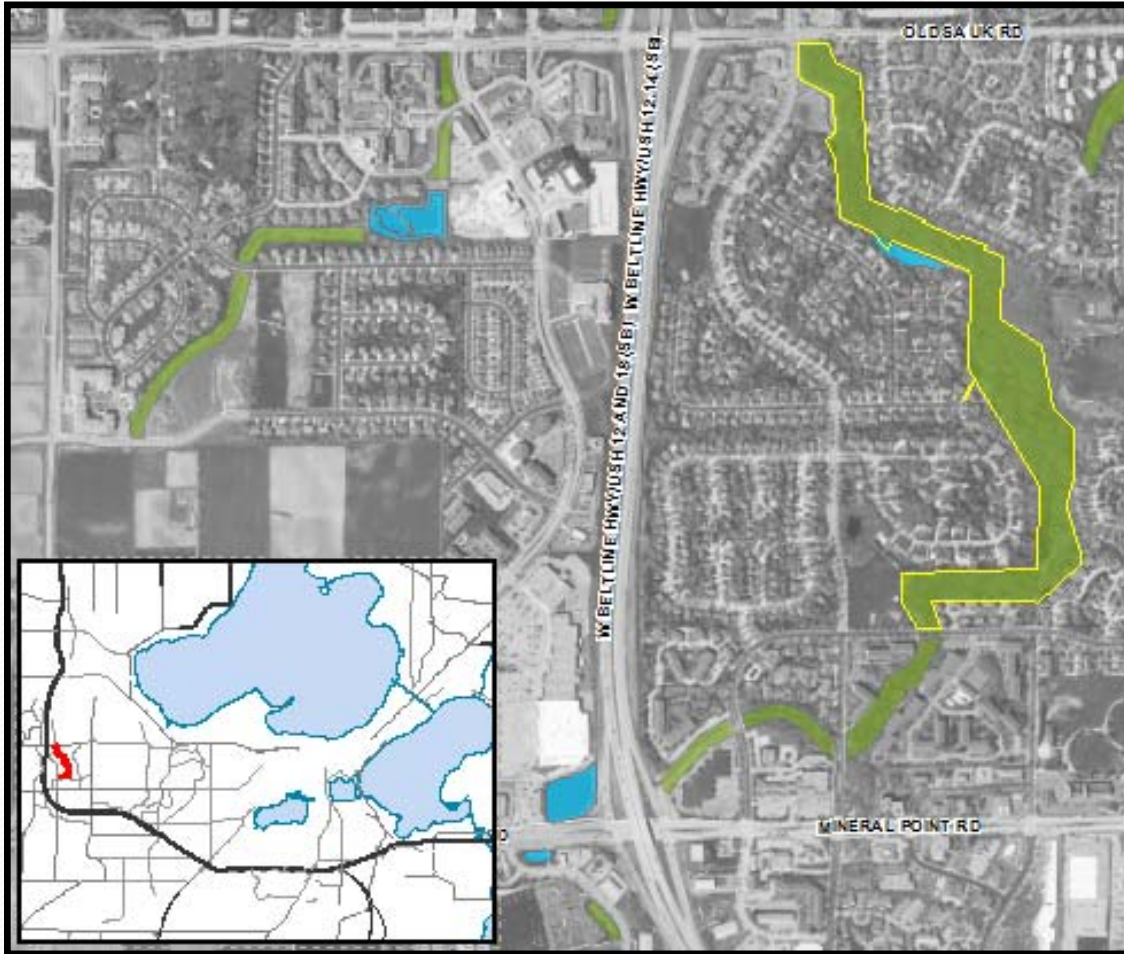 OLD SAUK RD
W BELTLINE HWY/USH 12.14 (SB)
W BELTLINE HWY/USH 12 AND 18 (SB)
MINERAL POINT RD
D